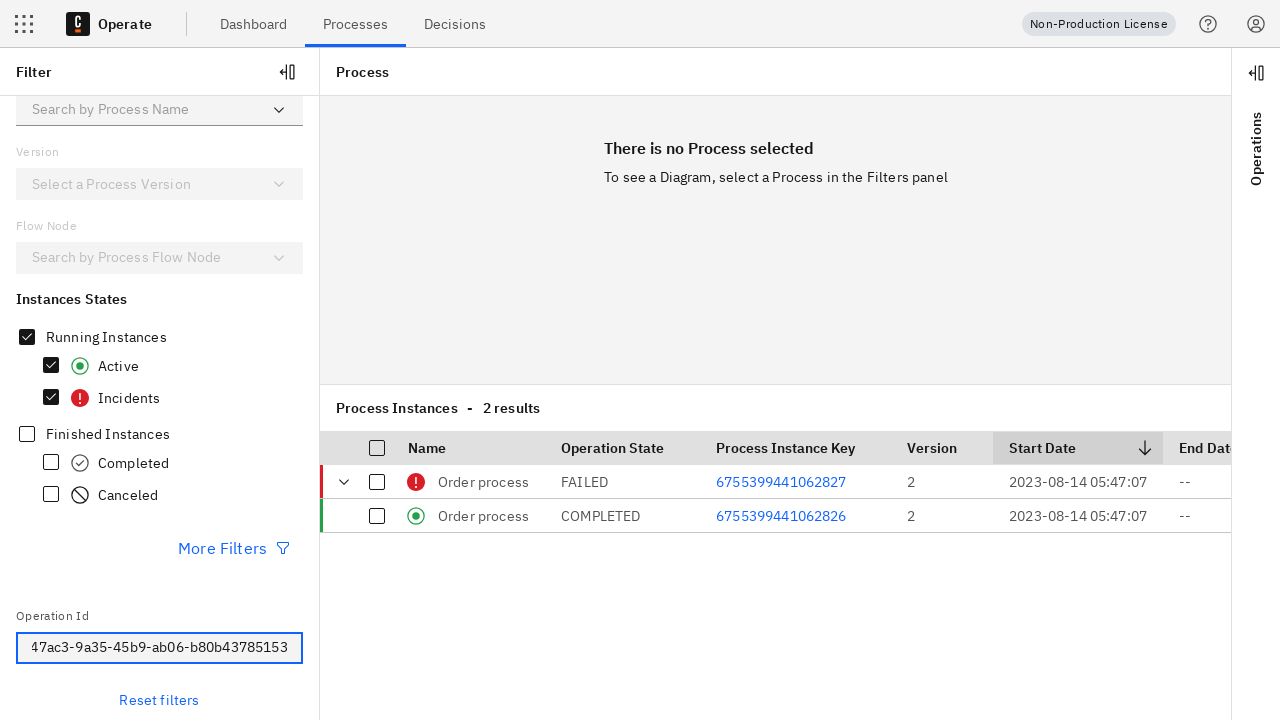 Operate
Dashboard
Processes
Decisions
Non-Production License
Filter
Search by Process Name
Version
Select a Process Version
Flow Node
Search by Process Flow Node
Instances States
Running Instances
Active
Incidents
Finished Instances
Completed
Canceled
More Filters
Operation Id
47ac3-9a35-45b9-ab06-b80b43785153
Reset filters
Process
There is no Process selected
To see a Diagram, select a Process in the Filters panel
Process Instances - 2 results
Name Operation State Process Instance Key Version Start Date End Date
Order process FAILED 6755399441062827 2 2023-08-14 05:47:07 --
Order process COMPLETED 6755399441062826 2 2023-08-14 05:47:07 --
Operations